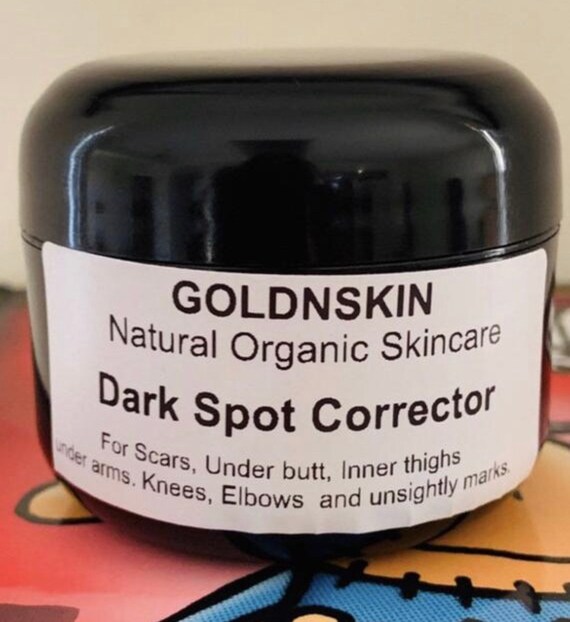 GOLDNSKIN
Natural Organic Skincare
Dark Spot Corrector
For Scars, Under butt, Inner thighs
under arms. Knees, Elbows and unsightly marks.